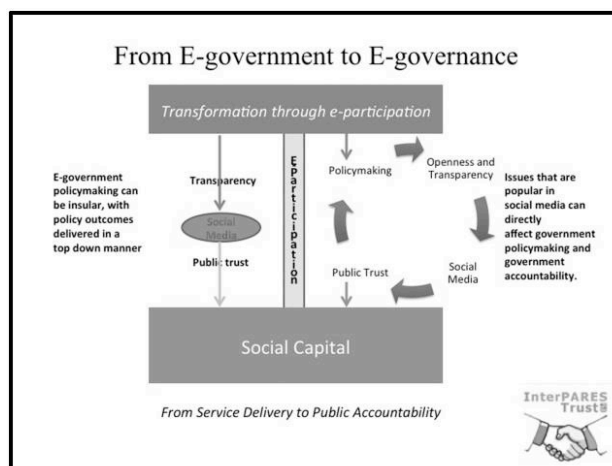 From E-government to E-governance
Transformation through e-participation
E-government
policymaking can
be insular, with
policy outcomes
delivered in a
top down manner
Transparency
Social
Media
Public trust
E-participation
Policymaking
Openness and
Transparency
Social
Media
Public Trust
Issues that are
popular in
social media can
directly
affect government
policymaking and
government
accountability.
Social Capital
From Service Delivery to Public Accountability
InterPARES
Trust